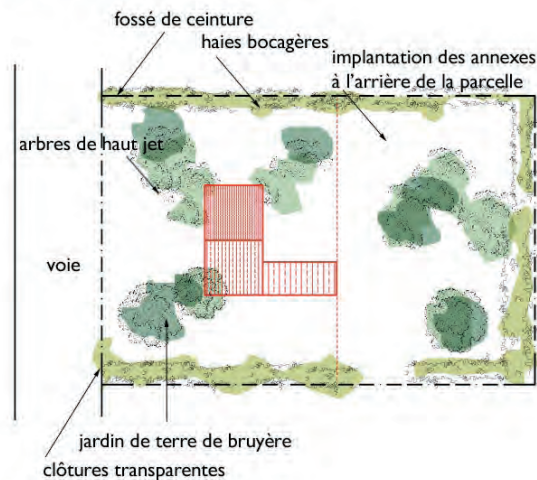 fossé de ceinture
haies bocagères
implantation des annexes
à l'arrière de la parcelle
arbres de haut jet
voie
jardin de terre de bruyère
clôtures transparentes